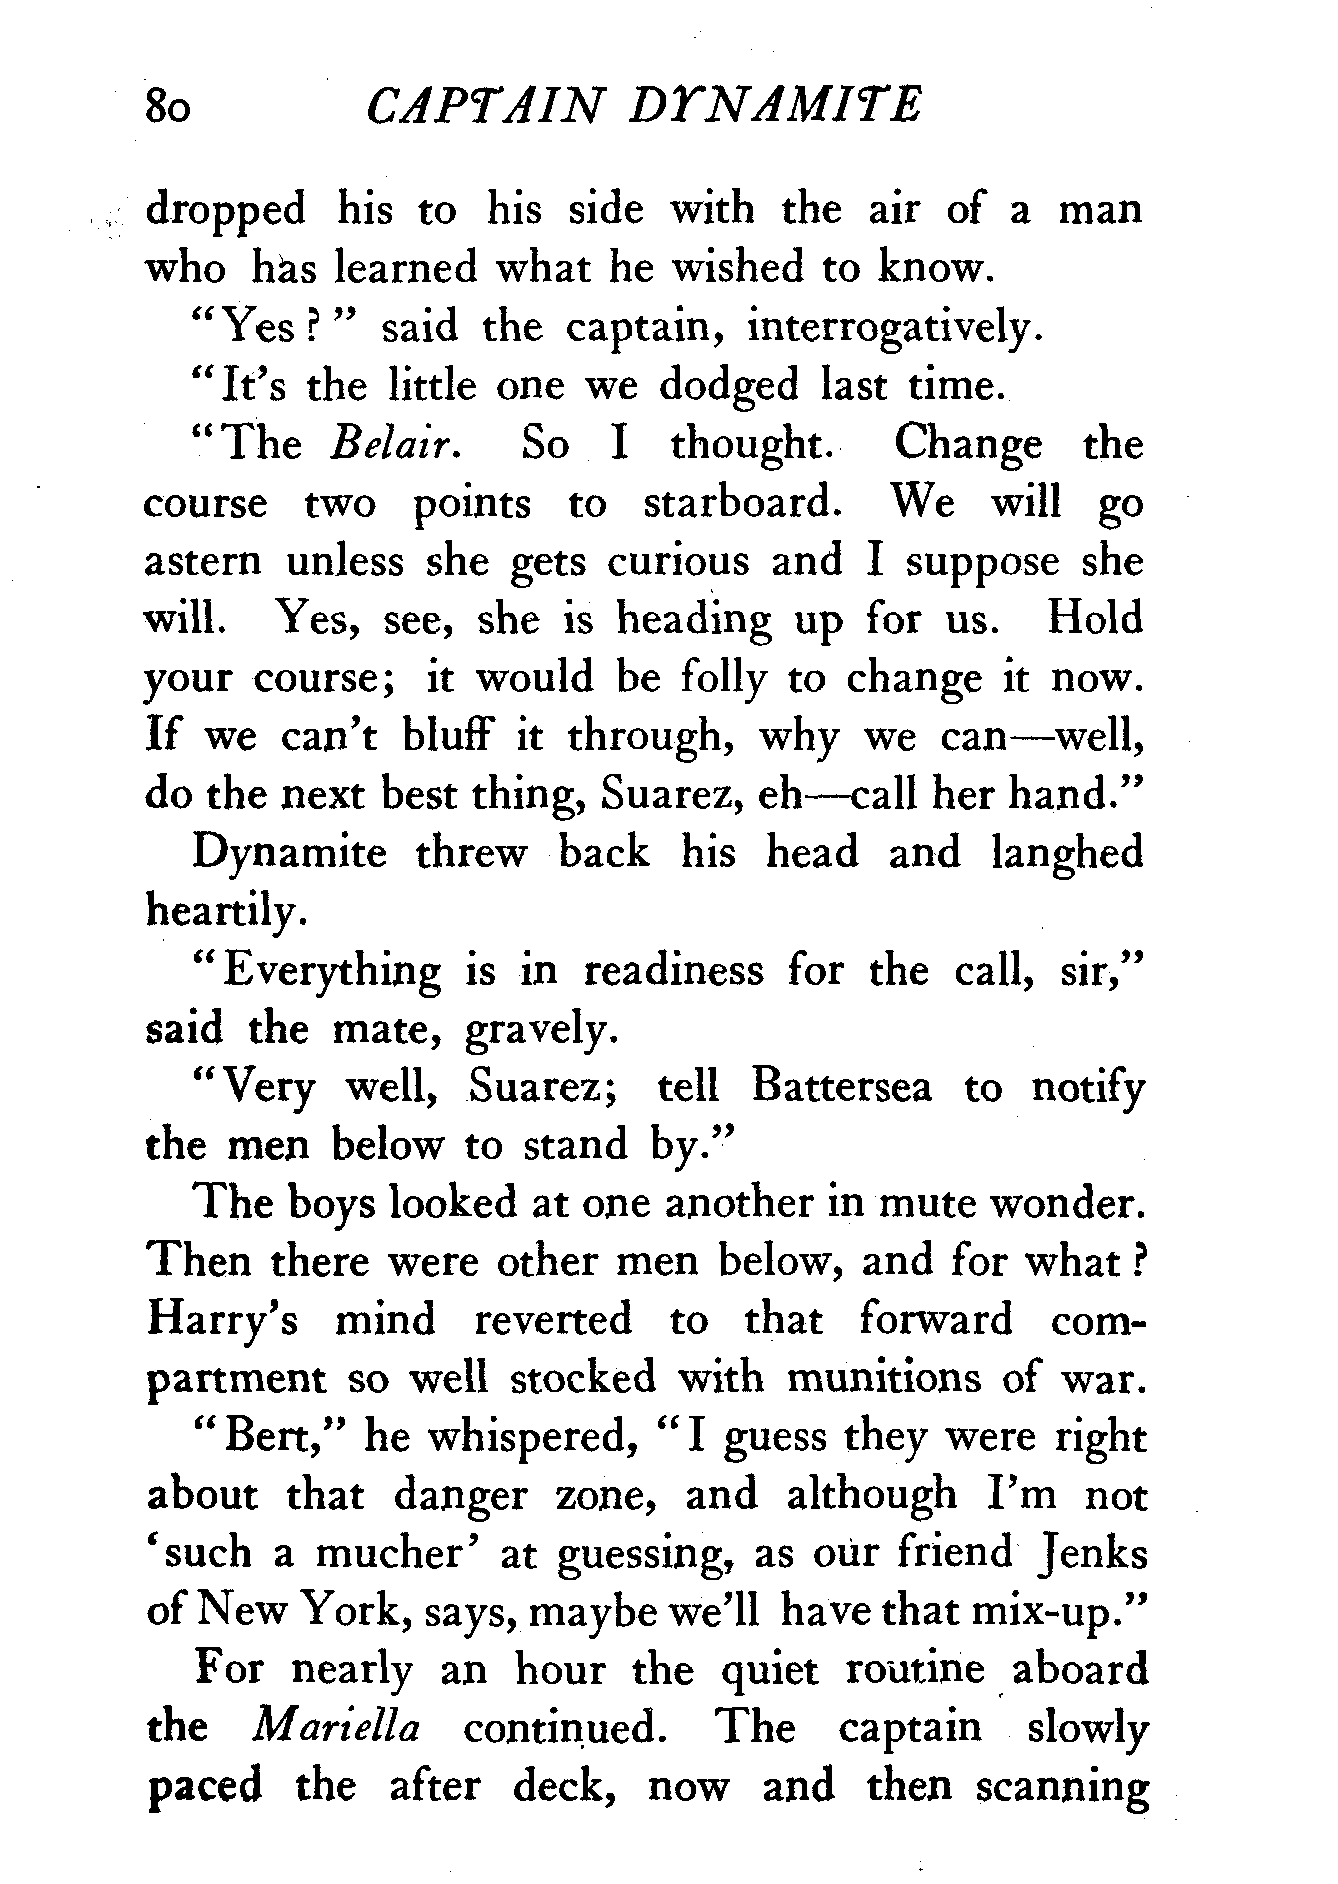 80 CAPTAIN DYNAMITE
dropped his to his side with the air of a man
who has learned what he wished to know.
"Yes?" said the captain, interrogatively.
"It's the little one we dodged last time.
"The Belair. So I thought. Change the
course two points to starboard. We will go
astern unless she gets curious and I suppose she
will. Yes, see, she is heading up for us. Hold
your course; it would be folly to change it now.
If we can't bluff it through, why we can—well,
do the next best thing, Suarez, eh—call her hand."
Dynamite threw back his head and langhed
heartily.
"Everything is in readiness for the call, sir,"
said the mate, gravely.
"Very well, Suarez; tell Battersea to notify
the men below to stand by."
The boys looked at one another in mute wonder.
Then there were other men below, and for what?
Harry's mind reverted to that forward com-
partment so well stocked with munitions of war.
"Bert," he whispered, "I guess they were right
about that danger zone, and although I'm not
'such a mucher' at guessing, as our friend Jenks
of New York, says, maybe we'll have that mix-up."
For nearly an hour the quiet routine aboard
the Mariella continued. The captain slowly
paced the after deck, now and then scanning